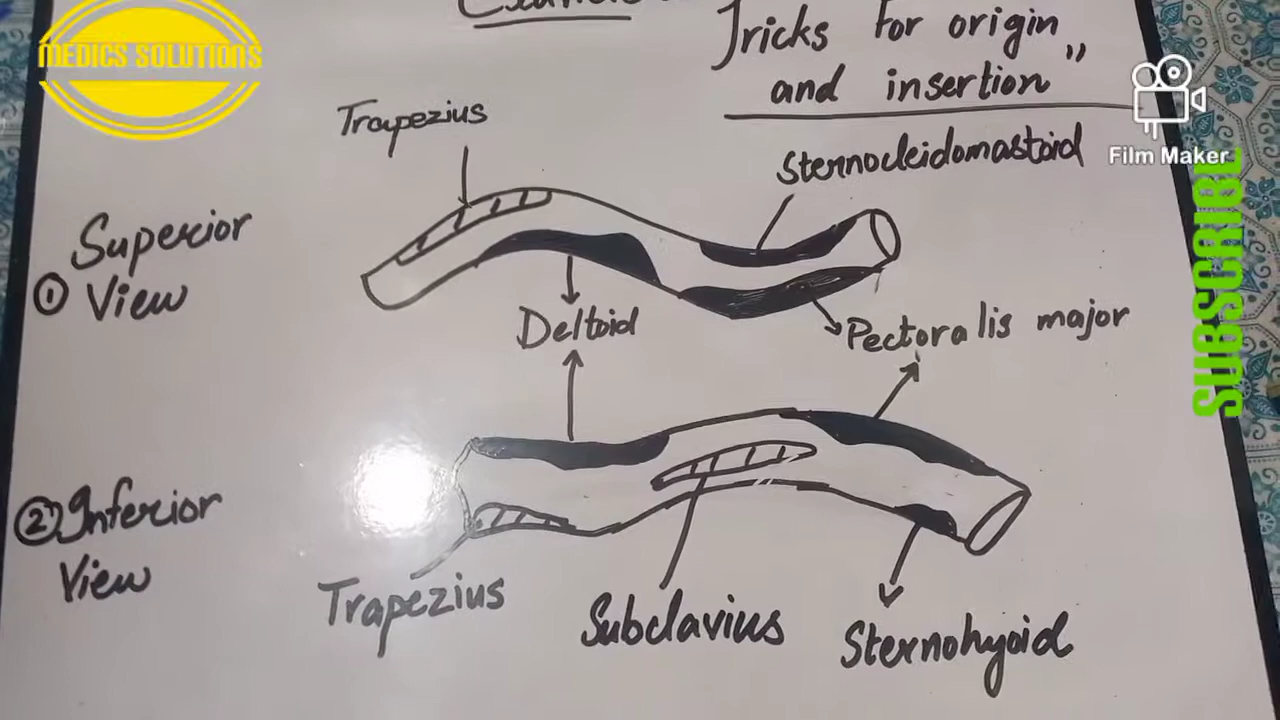 MEDICS SOLUTIONS
Tricks for origin
and insertion"
Film Maker
SUBSCRIBE
Trapezius
Sternocleidomastoid
① Superior
View
Deltoid
Pectoralis major
② Inferior
View
Trapezius
Subclavius
Sternohyoid